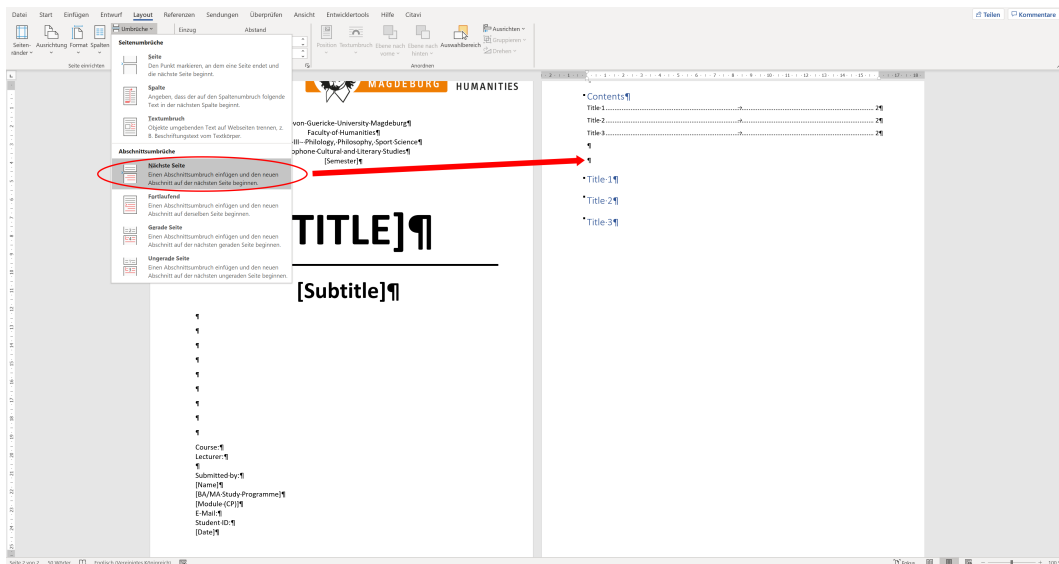 Datei Start Einfügen Entwurf Layout Referenzen Sendungen Überprüfen Ansicht Entwicklertools Hilfe Citavi Teilen Kommentare
Umbrüche Einzug Abstand Ausrichten
Seiten- Ausrichtung Format Spalten Position Textumbruch Ebene nach Ebene nach Auswahlbereich Gruppieren
ränder vorne hinten Drehen
Seite einrichten Anordnen
Seitenumbrüche
Seite
Den Punkt markieren, an dem eine Seite endet und
die nächste Seite beginnt.
Spalte
Angeben, dass der auf den Spaltenumbruch folgende
Text in der nächsten Spalte beginnt.
Textumbruch
Objekte umgebenden Text auf Webseiten trennen, z.
B. Beschriftungstext vom Textkörper.
Abschnittsumbrüche
Nächste Seite
Einen Abschnittsumbruch einfügen und den neuen
Abschnitt auf der nächsten Seite beginnen.
Fortlaufend
Einen Abschnittsumbruch einfügen und den neuen
Abschnitt auf derselben Seite beginnen.
Gerade Seite
Einen Abschnittsumbruch einfügen und den neuen
Abschnitt auf der nächsten geraden Seite beginnen.
Ungerade Seite
Einen Abschnittsumbruch einfügen und den neuen
Abschnitt auf der nächsten ungeraden Seite beginnen.
MAGDEBURG HUMANITIES
von·Guericke·University·Magdeburg¶
Faculty·of·Humanities¶
III·–·Philology,·Philosophy,·Sport·Science¶
ophone·Cultural·and·Literary·Studies¶
[Semester]¶
TITLE]¶
[Subtitle]¶
¶
¶
¶
¶
¶
¶
¶
¶
¶
Course:¶
Lecturer:¶
¶
Submitted·by:¶
[Name]¶
[BA/MA·Study·Programme]¶
[Module·(CP)]¶
E-Mail:¶
Student·ID:¶
[Date]¶
Contents¶
Title·1 → 2¶
Title·2 → 2¶
Title·3 → 2¶
¶
¶
Title·1¶
Title·2¶
Title·3¶
Seite 2 von 2 50 Wörter Englisch (Vereinigtes Königreich) Fokus